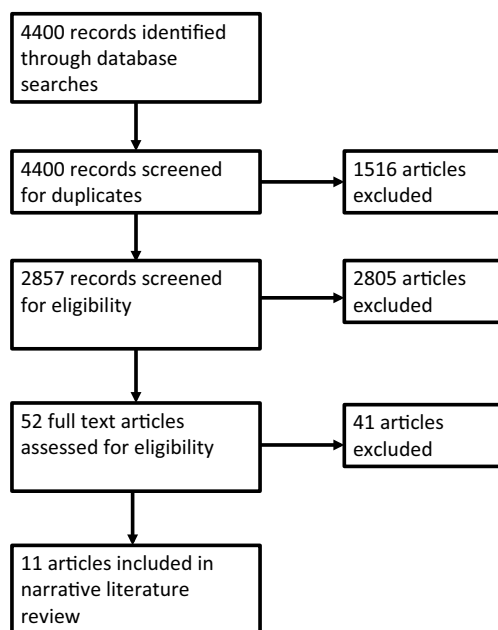 4400 records identified
through database
searches
4400 records screened
for duplicates
1516 articles
excluded
2857 records screened
for eligibility
2805 articles
excluded
52 full text articles
assessed for eligibility
41 articles
excluded
11 articles included in
narrative literature
review